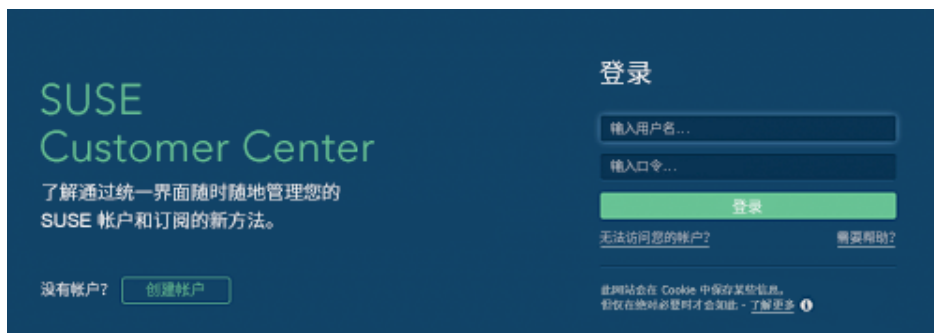 SUSE
Customer Center
了解通过统一界面随时随地管理您的
SUSE 帐户和订阅的新方法。
没有帐户? 创建帐户
登录
输入用户名...
输入口令...
登录
无法访问您的帐户? 需要帮助?
此网站会在 Cookie 中保存某些信息，
但仅在绝对必要时才会如此 - 了解更多